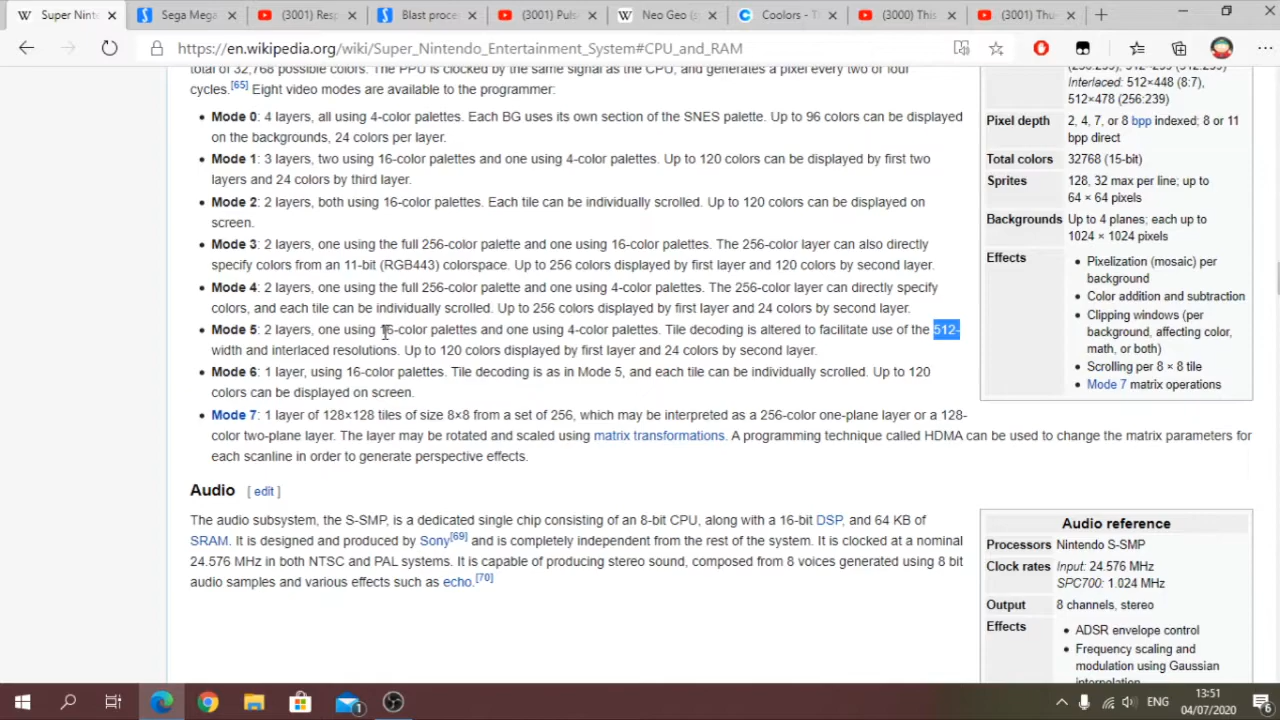 Super Nint
Sega Mega
(3001) Resp
Blast proce
(3001) Puls
Neo Geo (s
Coolors - T
(3000) This
(3001) Thu
https://en.wikipedia.org/wiki/Super_Nintendo_Entertainment_System#CPU_and_RAM
total of 32,768 possible colors. The PPU is clocked by the same signal as the CPU, and generates a pixel every two or four
cycles.[65] Eight video modes are available to the programmer:
• Mode 0: 4 layers, all using 4-color palettes. Each BG uses its own section of the SNES palette. Up to 96 colors can be displayed
on the backgrounds, 24 colors per layer.
• Mode 1: 3 layers, two using 16-color palettes and one using 4-color palettes. Up to 120 colors can be displayed by first two
layers and 24 colors by third layer.
• Mode 2: 2 layers, both using 16-color palettes. Each tile can be individually scrolled. Up to 120 colors can be displayed on
screen.
• Mode 3: 2 layers, one using the full 256-color palette and one using 16-color palettes. The 256-color layer can also directly
specify colors from an 11-bit (RGB443) colorspace. Up to 256 colors displayed by first layer and 120 colors by second layer.
• Mode 4: 2 layers, one using the full 256-color palette and one using 4-color palettes. The 256-color layer can directly specify
colors, and each tile can be individually scrolled. Up to 256 colors displayed by first layer and 24 colors by second layer.
• Mode 5: 2 layers, one using 16-color palettes and one using 4-color palettes. Tile decoding is altered to facilitate use of the 512-
width and interlaced resolutions. Up to 120 colors displayed by first layer and 24 colors by second layer.
• Mode 6: 1 layer, using 16-color palettes. Tile decoding is as in Mode 5, and each tile can be individually scrolled. Up to 120
colors can be displayed on screen.
• Mode 7: 1 layer of 128×128 tiles of size 8×8 from a set of 256, which may be interpreted as a 256-color one-plane layer or a 128-
color two-plane layer. The layer may be rotated and scaled using matrix transformations. A programming technique called HDMA can be used to change the matrix parameters for
each scanline in order to generate perspective effects.
Audio [ edit ]
The audio subsystem, the S-SMP, is a dedicated single chip consisting of an 8-bit CPU, along with a 16-bit DSP, and 64 KB of
SRAM. It is designed and produced by Sony[69] and is completely independent from the rest of the system. It is clocked at a nominal
24.576 MHz in both NTSC and PAL systems. It is capable of producing stereo sound, composed from 8 voices generated using 8 bit
audio samples and various effects such as echo.[70]
Interlaced: 512×448 (8:7),
512×478 (256:239)
Pixel depth 2, 4, 7, or 8 bpp indexed; 8 or 11
bpp direct
Total colors 32768 (15-bit)
Sprites 128, 32 max per line; up to
64 × 64 pixels
Backgrounds Up to 4 planes; each up to
1024 × 1024 pixels
Effects
• Pixelization (mosaic) per
background
• Color addition and subtraction
• Clipping windows (per
background, affecting color,
math, or both)
• Scrolling per 8 × 8 tile
• Mode 7 matrix operations
Audio reference
Processors Nintendo S-SMP
Clock rates Input: 24.576 MHz
SPC700: 1.024 MHz
Output 8 channels, stereo
Effects
• ADSR envelope control
• Frequency scaling and
modulation using Gaussian
interpolation
1
ENG
13:51
04/07/2020
6